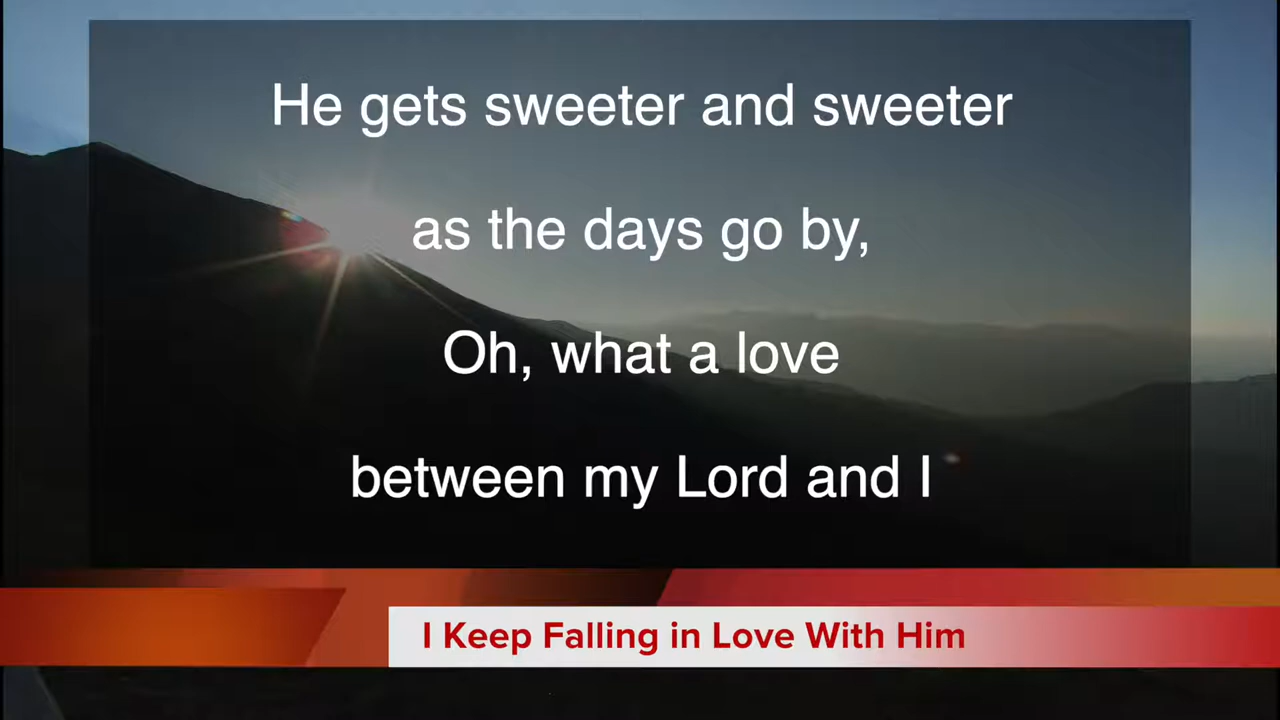 He gets sweeter and sweeter
as the days go by,
Oh, what a love
between my Lord and I
I Keep Falling in Love With Him